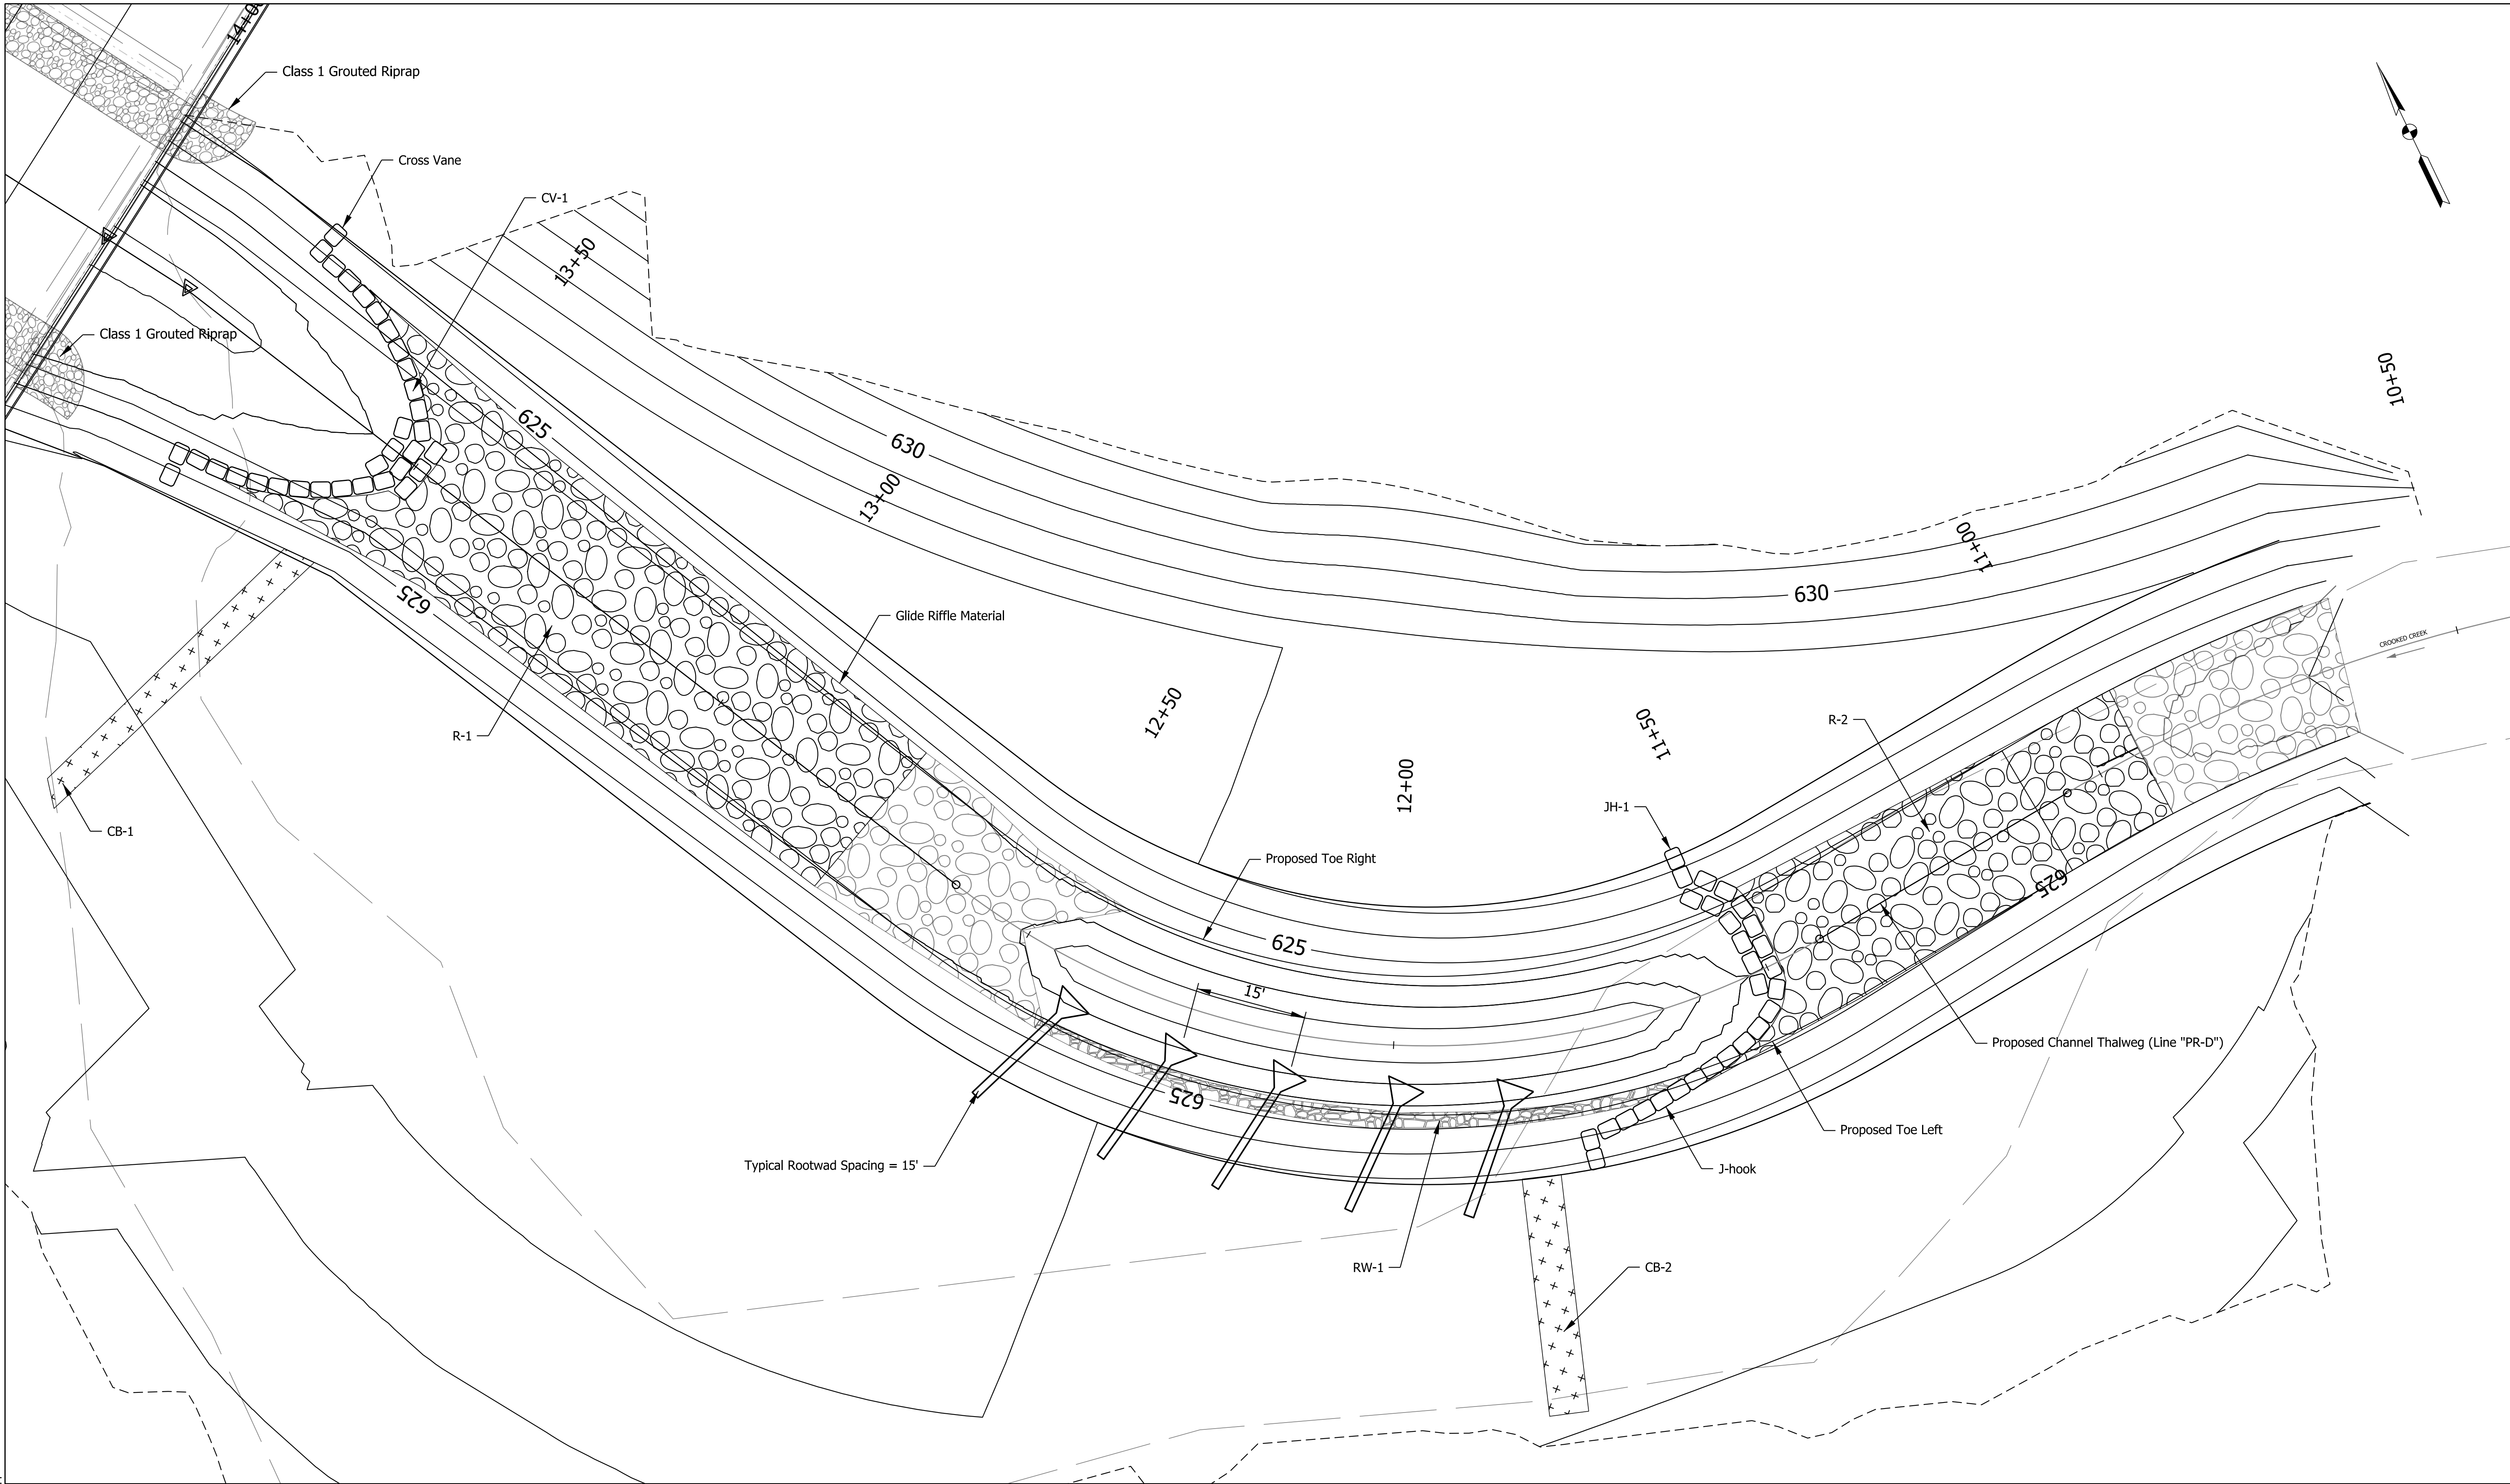 14+00
Class 1 Grouted Riprap
Cross Vane
CV-1
13+50
Class 1 Grouted Riprap
10+50
625
630
13+00
11+00
630
625
Glide Riffle Material
CROOKED CREEK
12+50
11+50
R-2
R-1
12+00
JH-1
CB-1
Proposed Toe Right
625
625
15'
Proposed Channel Thalweg (Line "PR-D")
625
Proposed Toe Left
Typical Rootwad Spacing = 15'
J-hook
RW-1
CB-2